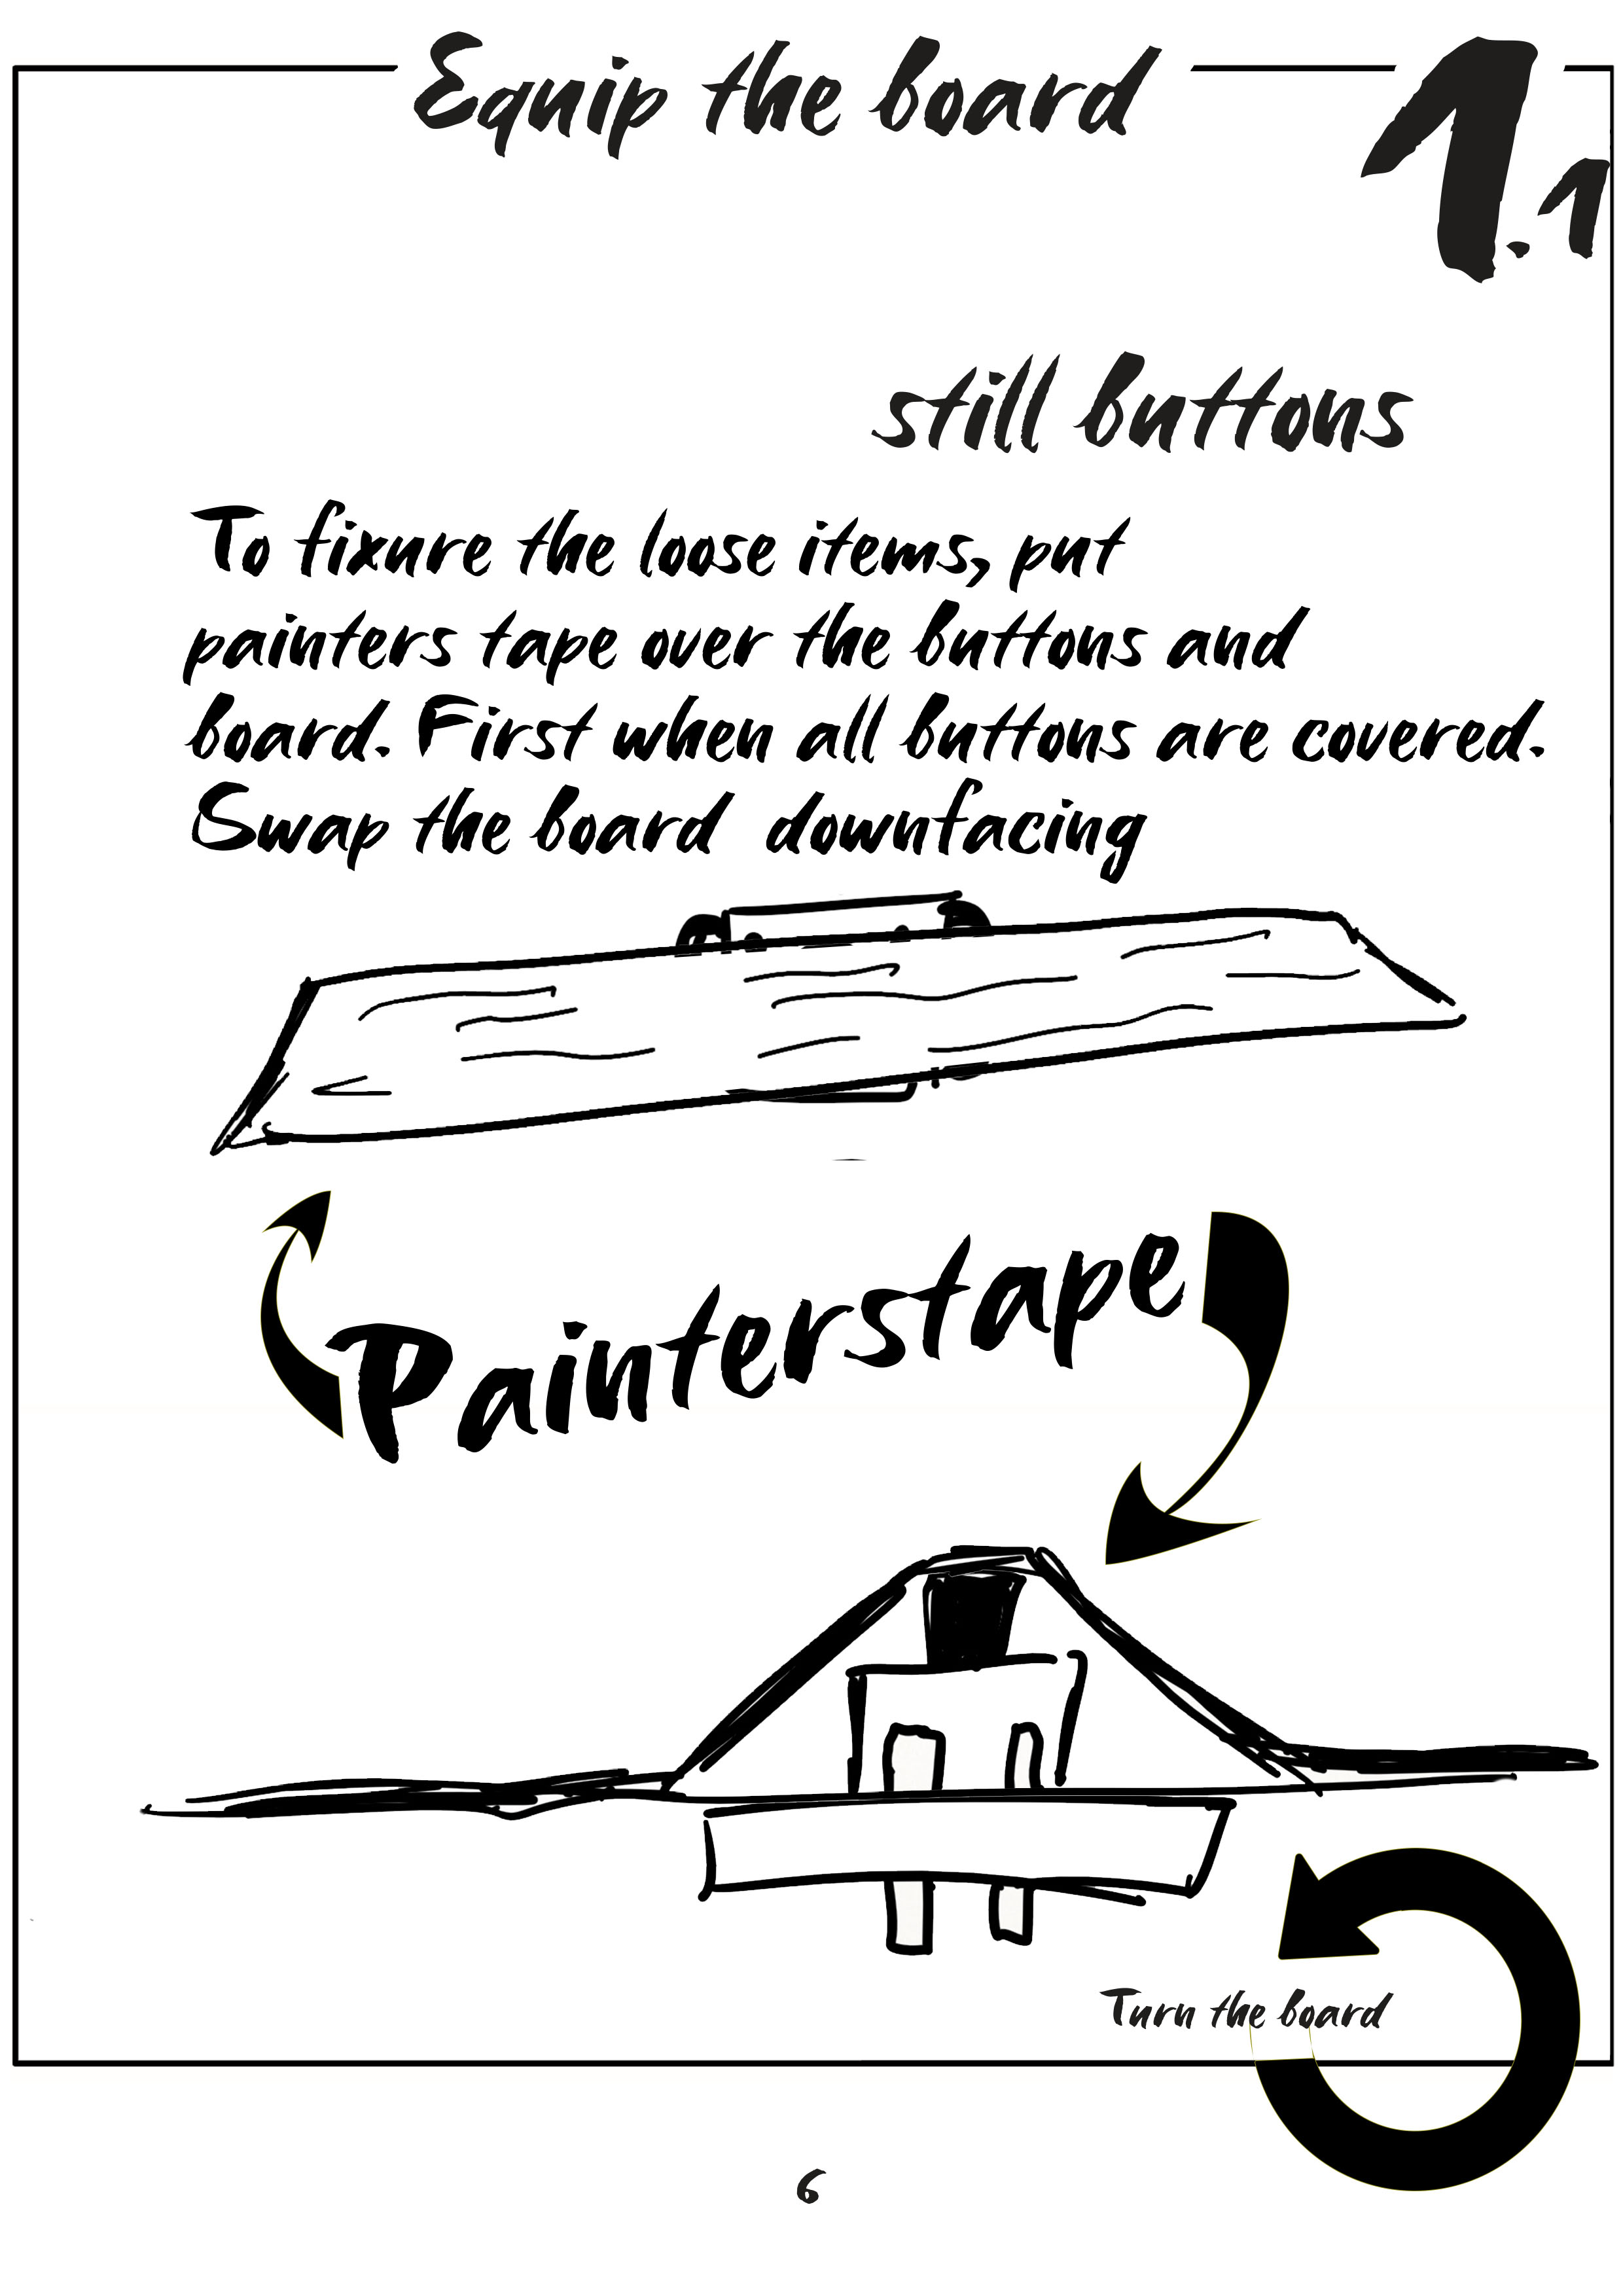 Equip the board
1.1
still buttons
To fixure the loose items, put
painters tape over the buttons and
board. First when all buttons are covered.
Swap the board downfacing
Painterstape
Turn the board
6